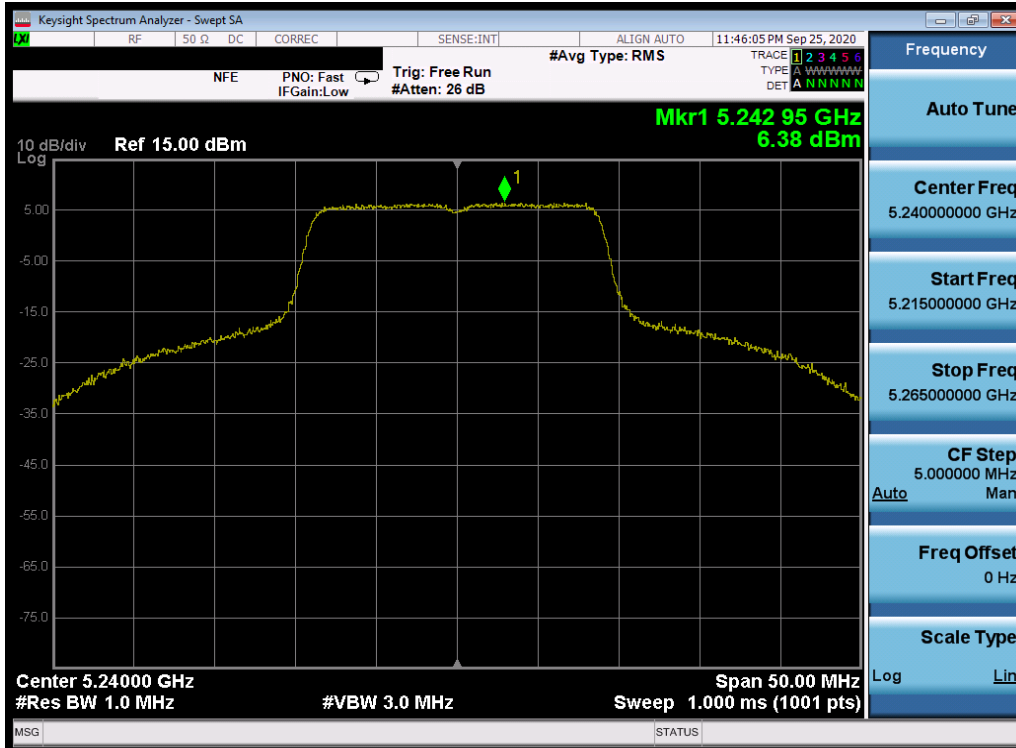 Keysight Spectrum Analyzer - Swept SA
LXI RF 50 Ω DC CORREC SENSE:INT ALIGN AUTO 11:46:05 PM Sep 25, 2020
NFE PNO: Fast IFGain:Low
Trig: Free Run
#Atten: 26 dB
#Avg Type: RMS
TRACE 1 2 3 4 5 6
TYPE A WWWWW
DET A N N N N N
Mkr1 5.242 95 GHz
6.38 dBm
10 dB/div Ref 15.00 dBm
Log
1
5.00
-5.00
-15.0
-25.0
-35.0
-45.0
-55.0
-65.0
-75.0
Center 5.24000 GHz Span 50.00 MHz
#Res BW 1.0 MHz #VBW 3.0 MHz Sweep 1.000 ms (1001 pts)
MSG STATUS
Frequency
Auto Tune
Center Freq
5.240000000 GHz
Start Freq
5.215000000 GHz
Stop Freq
5.265000000 GHz
CF Step
5.000000 MHz
Auto Man
Freq Offset
0 Hz
Scale Type
Log Lin